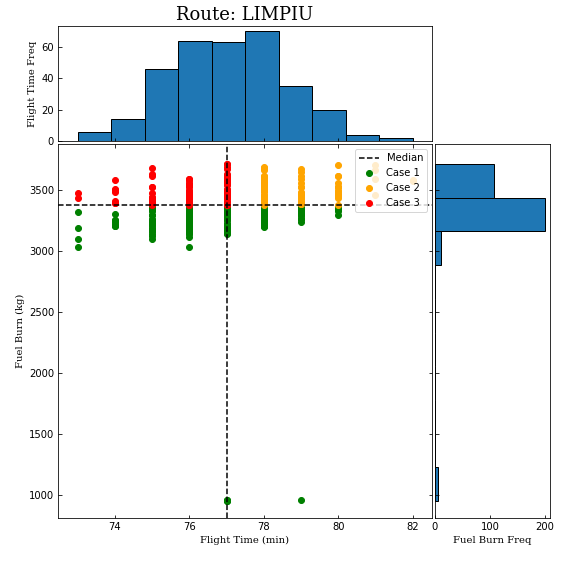 Route: LIMPIU
Flight Time Freq
60
40
20
0
Median
Case 1
Case 2
Case 3
Fuel Burn (kg)
3500
3000
2500
2000
1500
1000
74
76
78
80
82
Flight Time (min)
0
100
200
Fuel Burn Freq